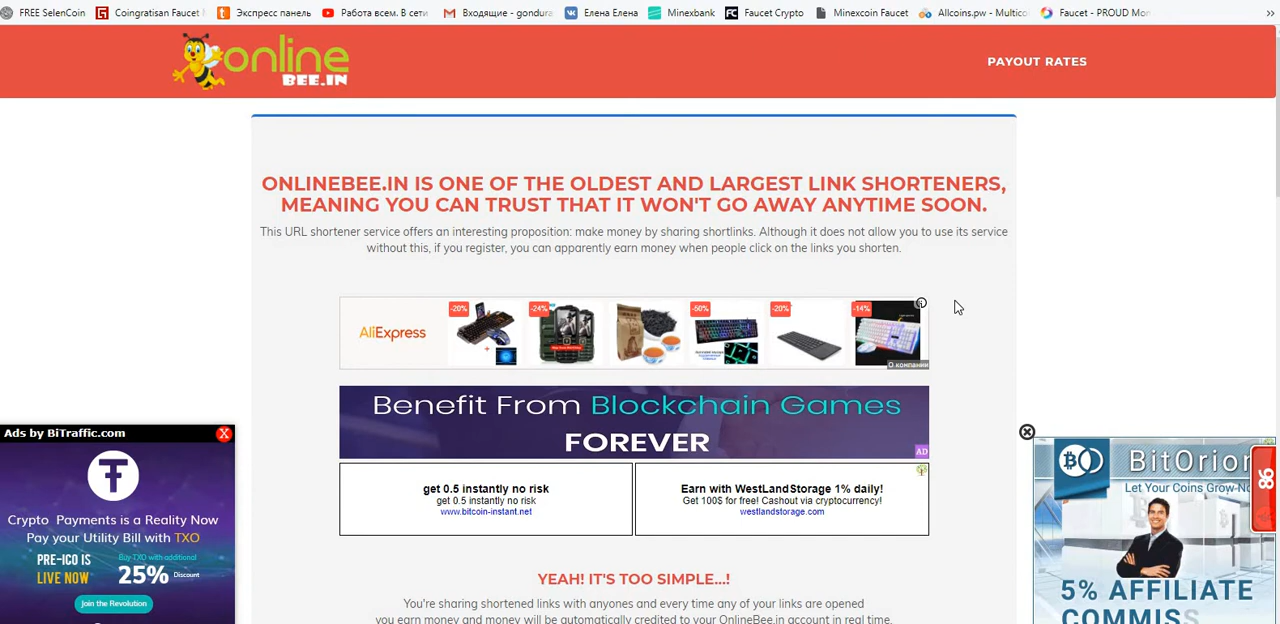 FREE SelenCoin
Coingratisan Faucet
Экспресс панель
Работа всем. В сети
Входящие - gondura
Елена Елена
Minexbank
Faucet Crypto
Minexcoin Faucet
Allcoins.pw - Multico
Faucet - PROUD Mon
online
BEE.IN
PAYOUT RATES
ONLINEBEE.IN IS ONE OF THE OLDEST AND LARGEST LINK SHORTENERS,
MEANING YOU CAN TRUST THAT IT WON'T GO AWAY ANYTIME SOON.
This URL shortener service offers an interesting proposition: make money by sharing shortlinks. Although it does not allow you to use its service
without this, if you register, you can apparently earn money when people click on the links you shorten.
AliExpress
-20%
-24%
-50%
-20%
-14%
О компании
Benefit From Blockchain Games
FOREVER
AD
get 0.5 instantly no risk
get 0.5 instantly no risk
www.bitcoin-instant.net
Earn with WestLandStorage 1% daily!
Get 100$ for free! Cashout via cryptocurrency!
westlandstorage.com
Ads by BiTraffic.com
X
Crypto Payments is a Reality Now
Pay your Utility Bill with TXO
PRE-ICO IS
LIVE NOW
Buy TXO with additional
25% Discount
Join the Revolution
BitOrion
Let Your Coins Grow
98
5% AFFILIATE
COMMISS
YEAH! IT'S TOO SIMPLE...!
You're sharing shortened links with anyones and every time any of your links are opened
you earn money and money will be automatically credited to your OnlineBee.in account in real time.